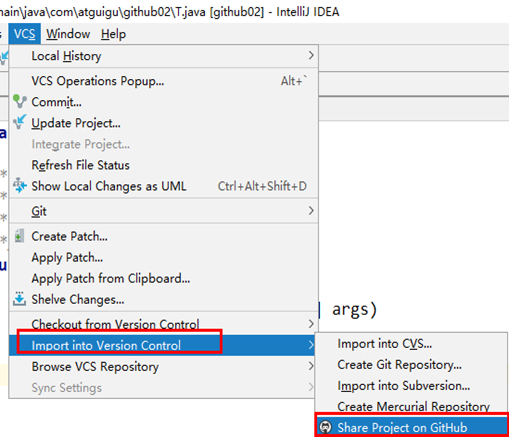 main\java\com\atguigu\github02\T.java [github02] - IntelliJ IDEA
VCS Window Help
Local History
VCS Operations Popup... Alt+`
Commit...
Update Project...
Integrate Project...
Refresh File Status
Show Local Changes as UML Ctrl+Alt+Shift+D
Git
Create Patch...
Apply Patch...
Apply Patch from Clipboard...
Shelve Changes...
args)
Checkout from Version Control
Import into Version Control
Browse VCS Repository
Sync Settings
Import into CVS...
Create Git Repository...
Import into Subversion...
Create Mercurial Repository
Share Project on GitHub